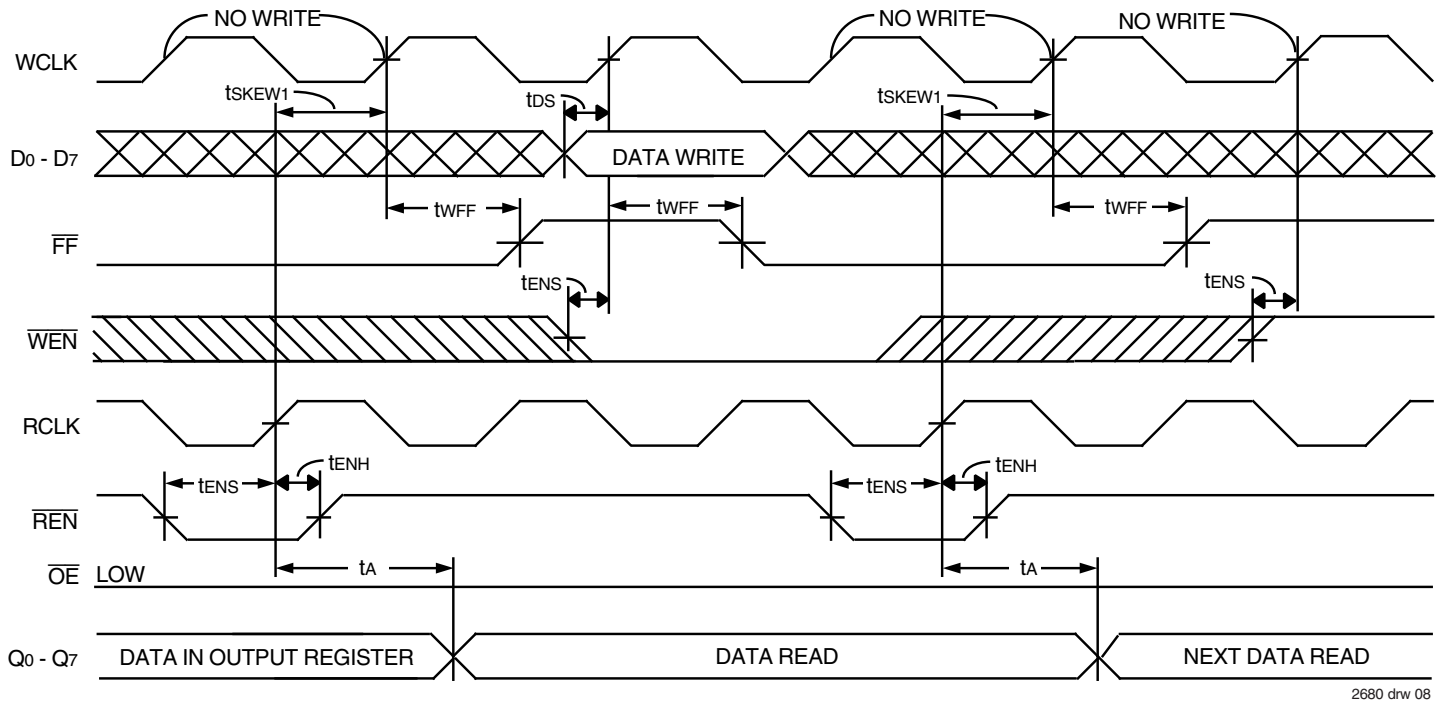 NO WRITE NO WRITE NO WRITE
WCLK
tSKEW1 tDS tSKEW1
D0 - D7 DATA WRITE
tWFF tWFF tWFF
FF
tENS tENS
WEN
RCLK
tENH tENH
tENS tENS
REN
tA tA
OE LOW
Q0 - Q7 DATA IN OUTPUT REGISTER DATA READ NEXT DATA READ
2680 drw 08